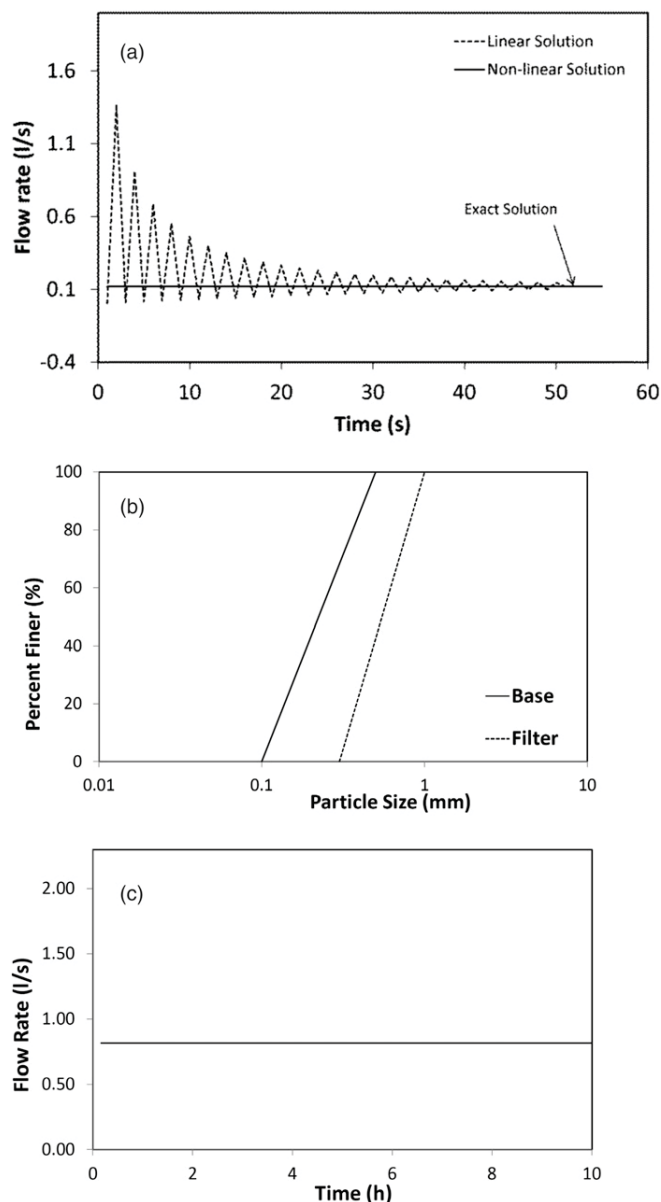 (a)
Linear Solution
Non-linear Solution
Exact Solution
Flow rate (l/s)
1.6
1.1
0.6
0.1
-0.4
0 10 20 30 40 50 60
Time (s)
(b)
Percent Finer (%)
100
80
60
40
20
0
Base
Filter
0.01 0.1 1 10
Particle Size (mm)
(c)
Flow Rate (l/s)
2.00
1.50
1.00
0.50
0.00
0 2 4 6 8 10
Time (h)